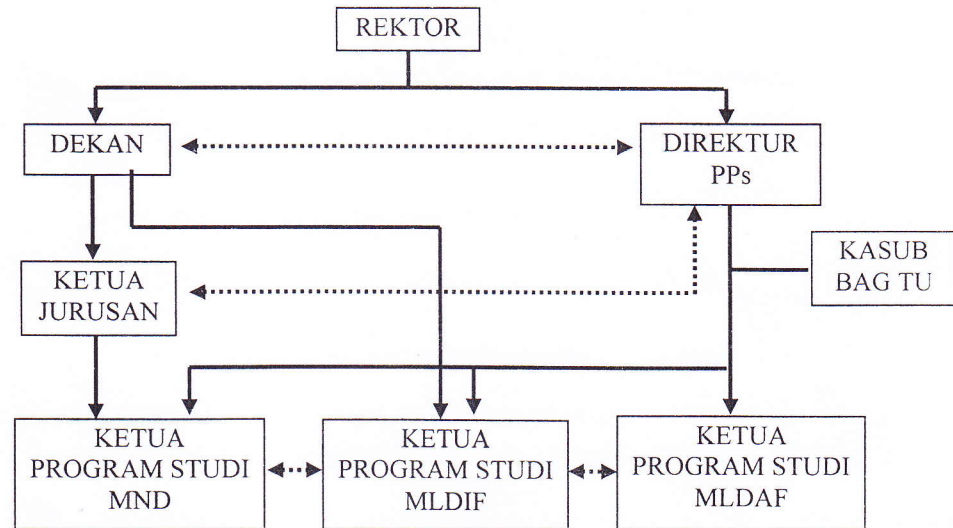 REKTOR
DEKAN
DIREKTUR
PPs
KASUB
BAG TU
KETUA
JURUSAN
KETUA
PROGRAM STUDI
MND
KETUA
PROGRAM STUDI
MLDIF
KETUA
PROGRAM STUDI
MLDAF